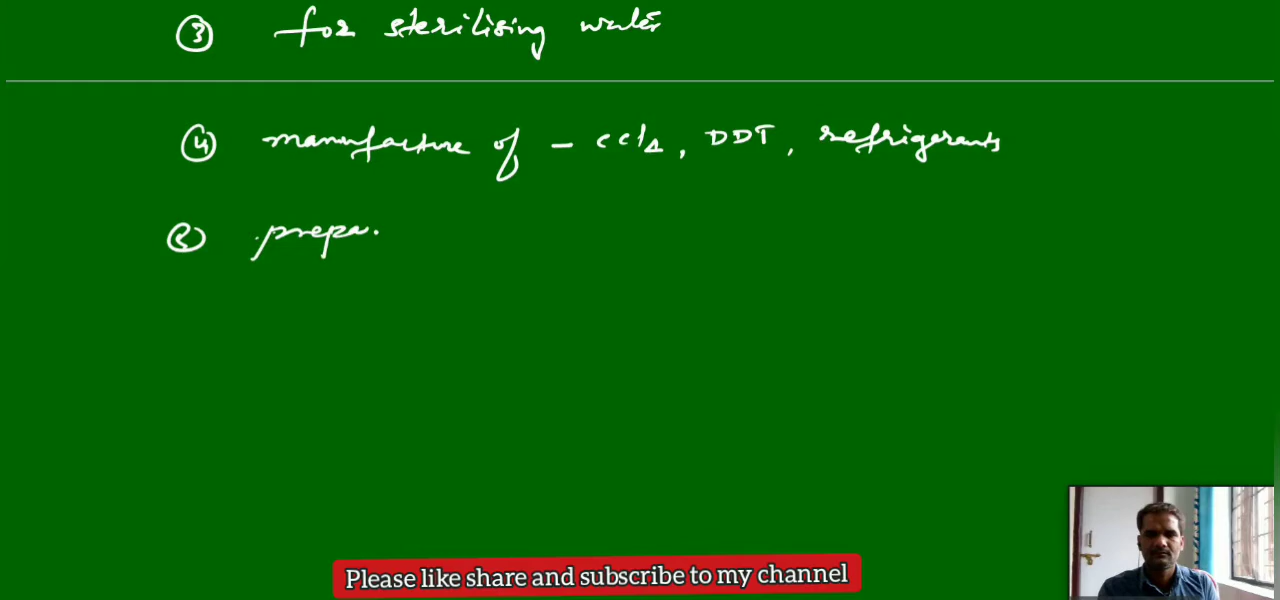 ③ for sterilising water
④ manufacture of - CCl4, DDT, refrigerants
⑤ prepa.
Please like share and subscribe to my channel